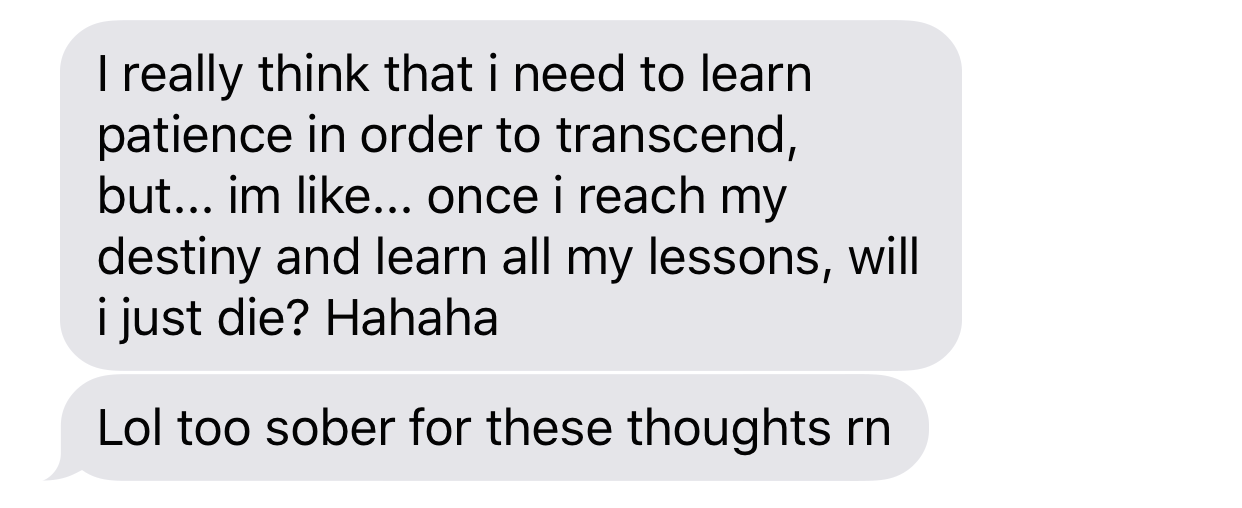 I really think that i need to learn
patience in order to transcend,
but... im like... once i reach my
destiny and learn all my lessons, will
i just die? Hahaha
Lol too sober for these thoughts rn